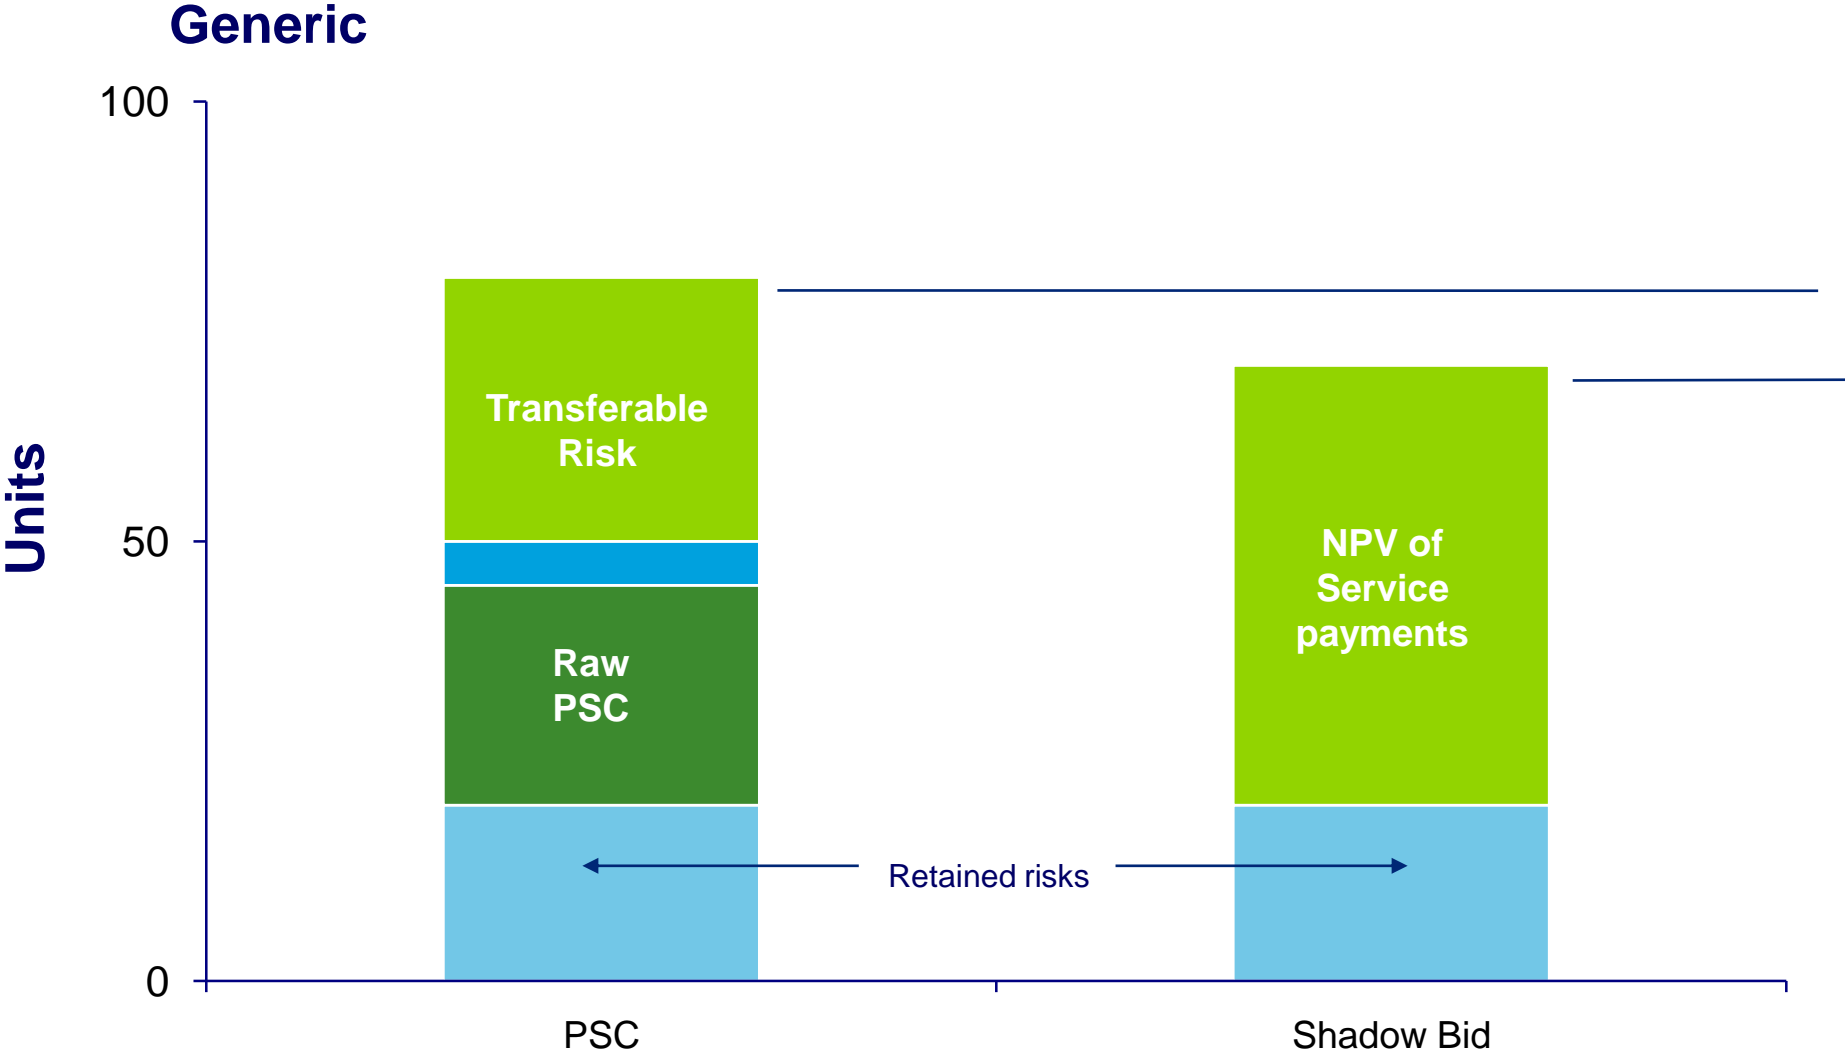 Generic
100
Transferable
Risk
Units
50
NPV of
Service
payments
Raw
PSC
Retained risks
0
PSC
Shadow Bid